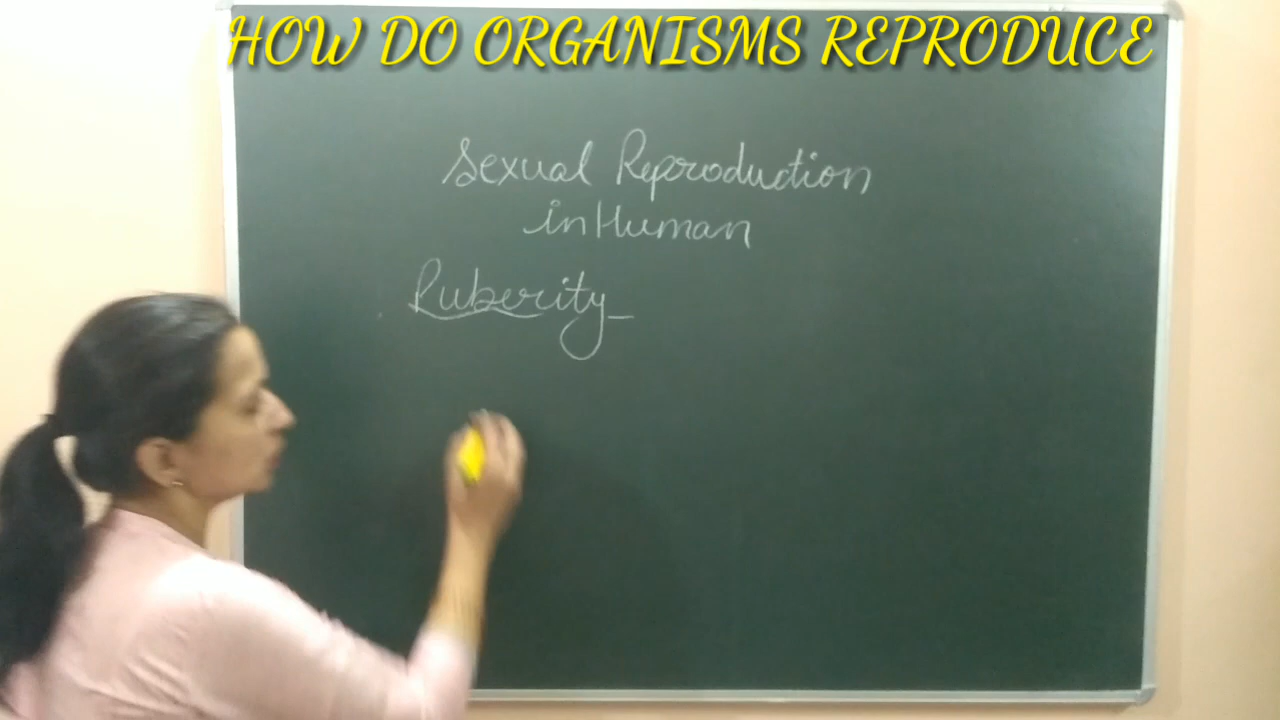 HOW DO ORGANISMS REPRODUCE
Sexual Reproduction
in Human
Puberity -